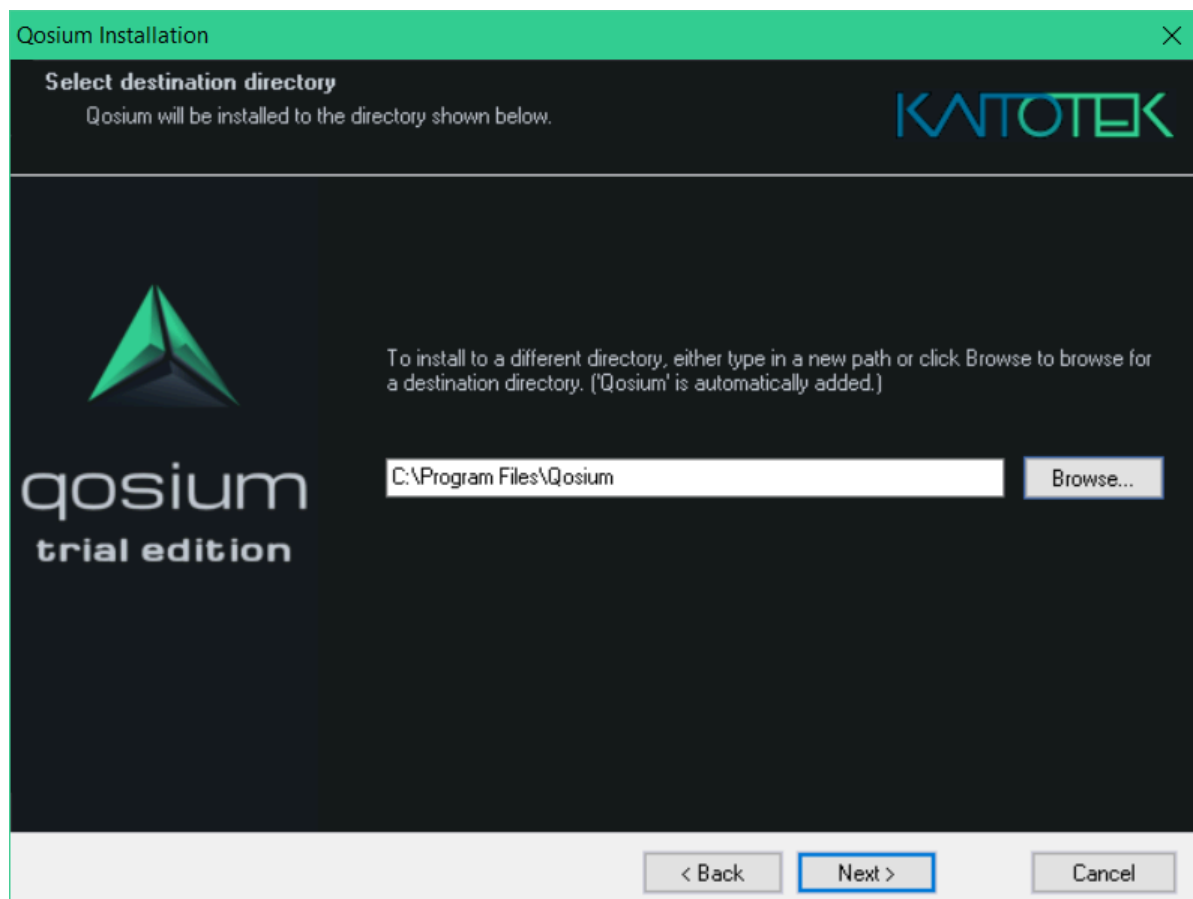 Qosium Installation
Select destination directory
Qosium will be installed to the directory shown below.
KAITOTEK
To install to a different directory, either type in a new path or click Browse to browse for
a destination directory. ('Qosium' is automatically added.)
C:\Program Files\Qosium
Browse...
qosium
trial edition
< Back
Next >
Cancel